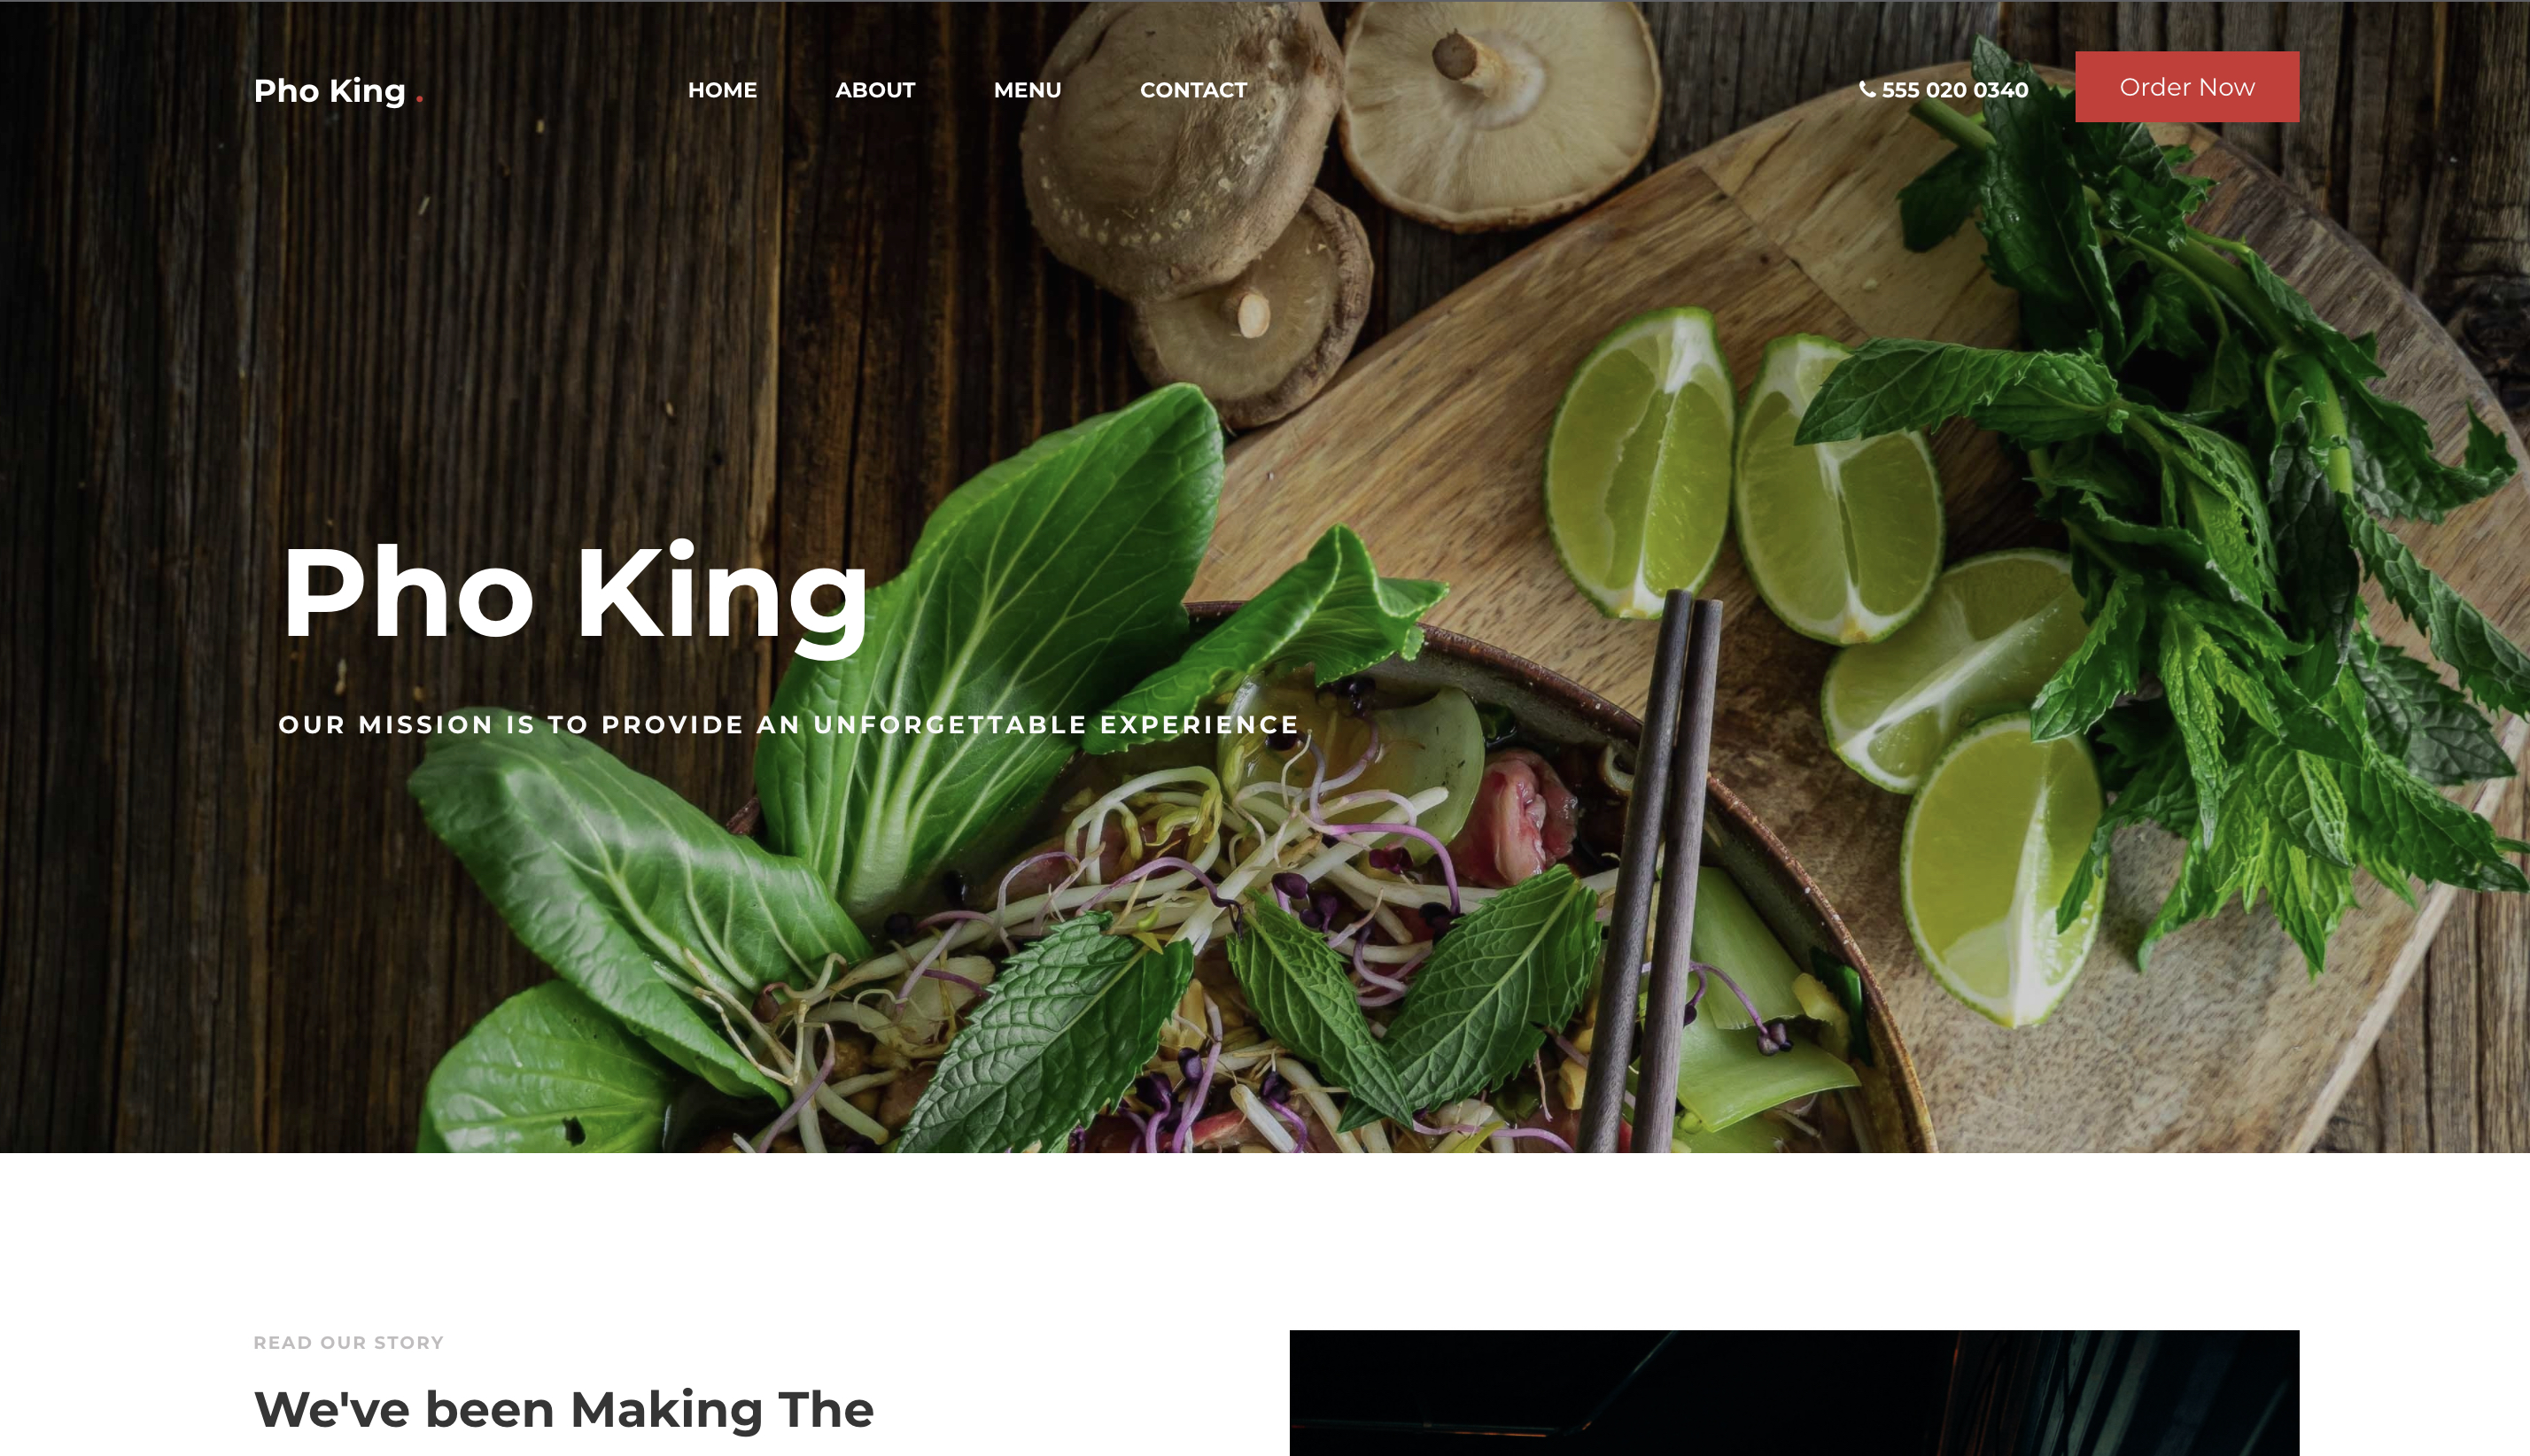 Pho King .
HOME ABOUT MENU CONTACT
555 020 0340
Order Now
Pho King
OUR MISSION IS TO PROVIDE AN UNFORGETTABLE EXPERIENCE
READ OUR STORY
We've been Making The